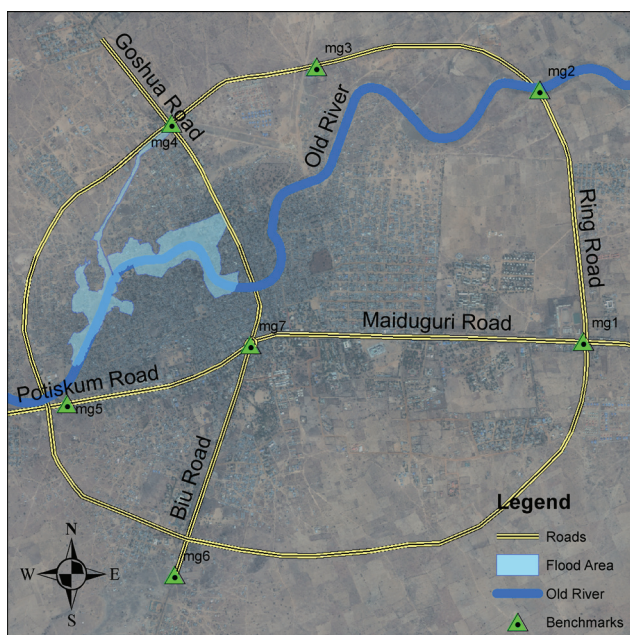 Goshua Road
mg3
mg2
Old River
mg4
Ring Road
Maiduguri Road
mg1
mg7
Potiskum Road
mg5
Biu Road
mg6
N
W
E
S
Legend
Roads
Flood Area
Old River
Benchmarks